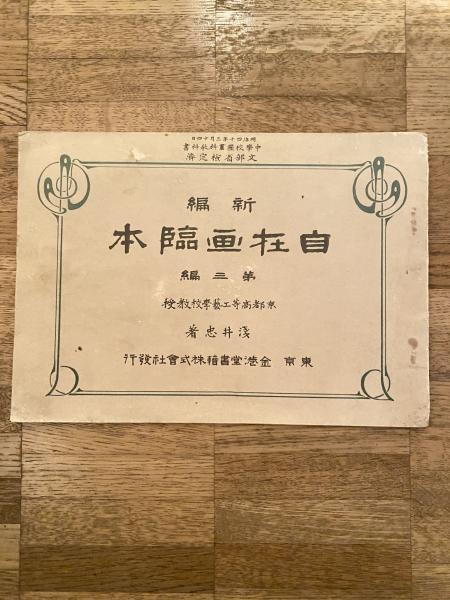 明治四十年三月十四日
中學校圖畫科教科書
文部省檢定濟
新編
自在画臨本
第三編
京都高等工藝學校教授
淺井忠著
東京 金港堂書籍株式會社發行